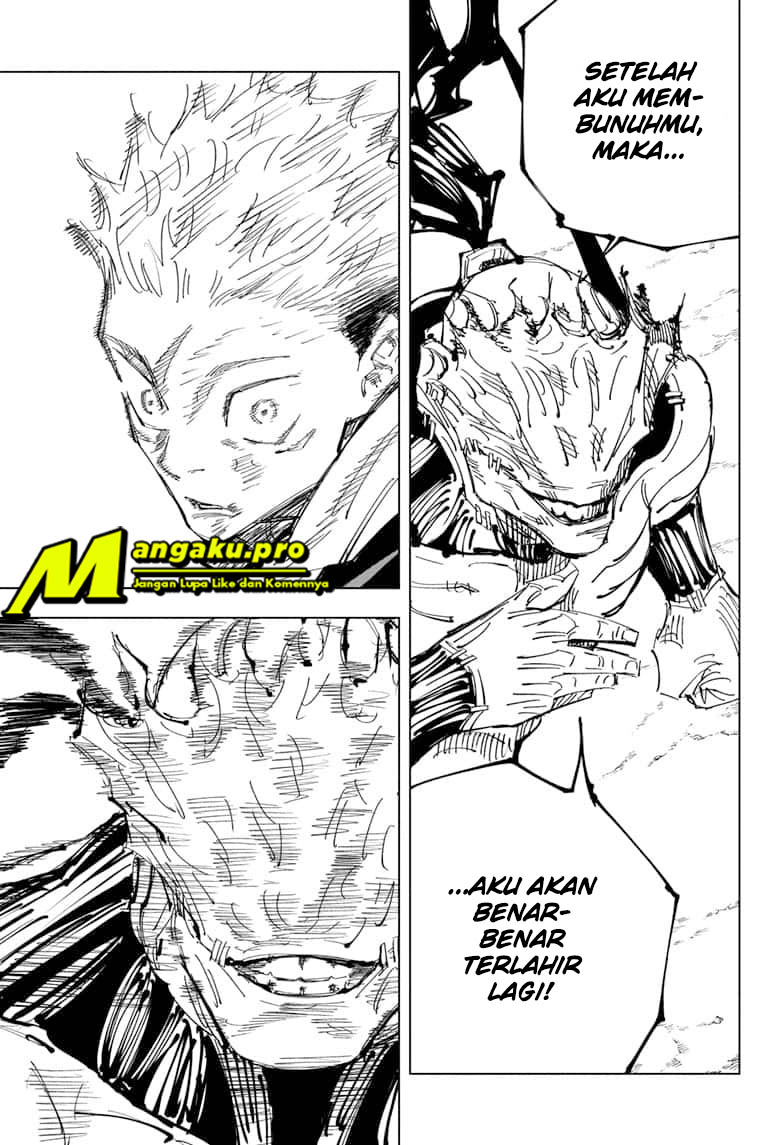 SETELAH
AKU MEM-
BUNUHMU,
MAKA...
Mangaku.pro
Jangan Lupa Like dan Komennya
...AKU AKAN
BENAR-
BENAR
TERLAHIR
LAGI!